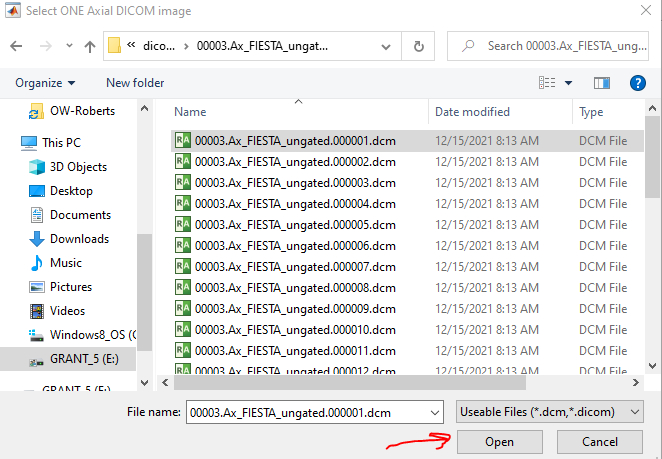 Select ONE Axial DICOM image
dico... 00003.Ax_FIESTA_ungat... Search 00003.Ax_FIESTA_ung...
Organize New folder
Name Date modified Type
OW-Roberts
This PC
3D Objects
Desktop
Documents
Downloads
Music
Pictures
Videos
Windows8_OS (C
GRANT_5 (E:)
GRANT_5 (E:)
00003.Ax_FIESTA_ungated.000001.dcm 12/15/2021 8:13 AM DCM File
00003.Ax_FIESTA_ungated.000002.dcm 12/15/2021 8:13 AM DCM File
00003.Ax_FIESTA_ungated.000003.dcm 12/15/2021 8:13 AM DCM File
00003.Ax_FIESTA_ungated.000004.dcm 12/15/2021 8:13 AM DCM File
00003.Ax_FIESTA_ungated.000005.dcm 12/15/2021 8:13 AM DCM File
00003.Ax_FIESTA_ungated.000006.dcm 12/15/2021 8:13 AM DCM File
00003.Ax_FIESTA_ungated.000007.dcm 12/15/2021 8:13 AM DCM File
00003.Ax_FIESTA_ungated.000008.dcm 12/15/2021 8:13 AM DCM File
00003.Ax_FIESTA_ungated.000009.dcm 12/15/2021 8:13 AM DCM File
00003.Ax_FIESTA_ungated.000010.dcm 12/15/2021 8:13 AM DCM File
00003.Ax_FIESTA_ungated.000011.dcm 12/15/2021 8:13 AM DCM File
00003.Ax_FIESTA_ungated.000012.dcm 12/15/2021 8:13 AM DCM File
File name: 00003.Ax_FIESTA_ungated.000001.dcm Useable Files (*.dcm,*.dicom)
Open Cancel